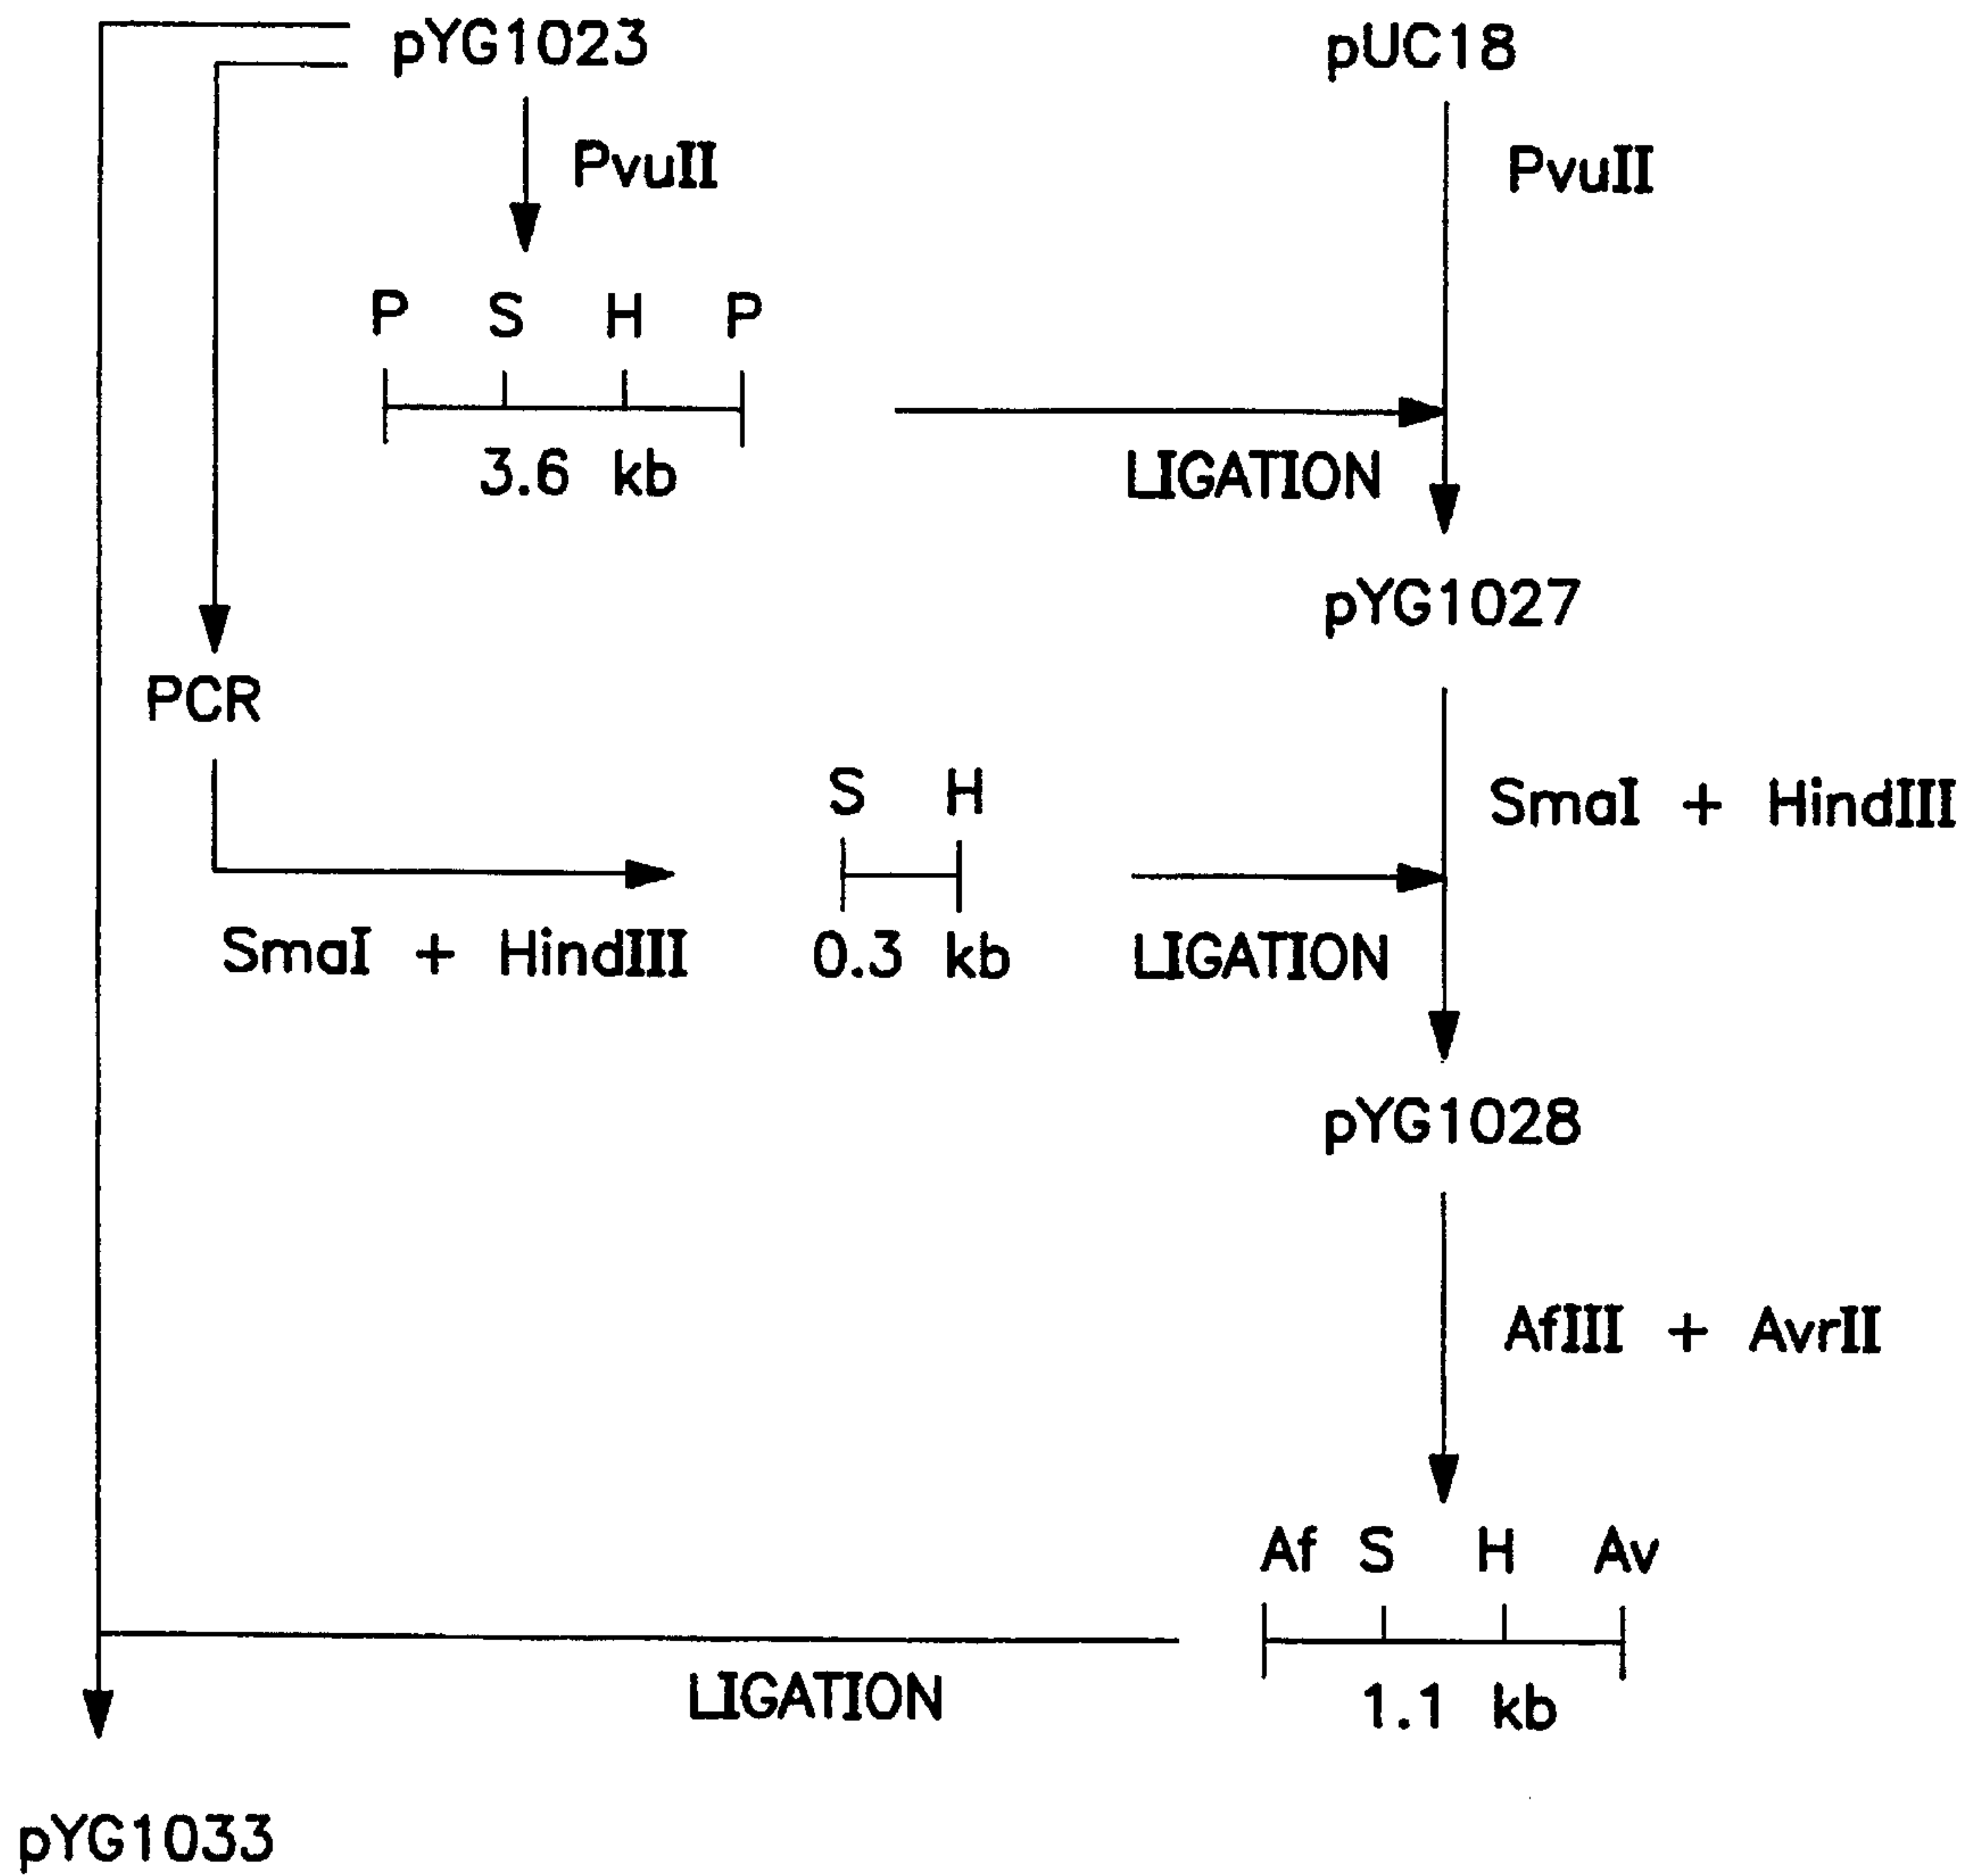 pYG1023
pUC18
PvuII
PvuII
P S H P
3.6 kb
LIGATION
pYG1027
PCR
S H
SmaI + HindIII
SmaI + HindIII
0.3 kb
LIGATION
pYG1028
AflII + AvrII
Af S H Av
LIGATION
1.1 kb
pYG1033